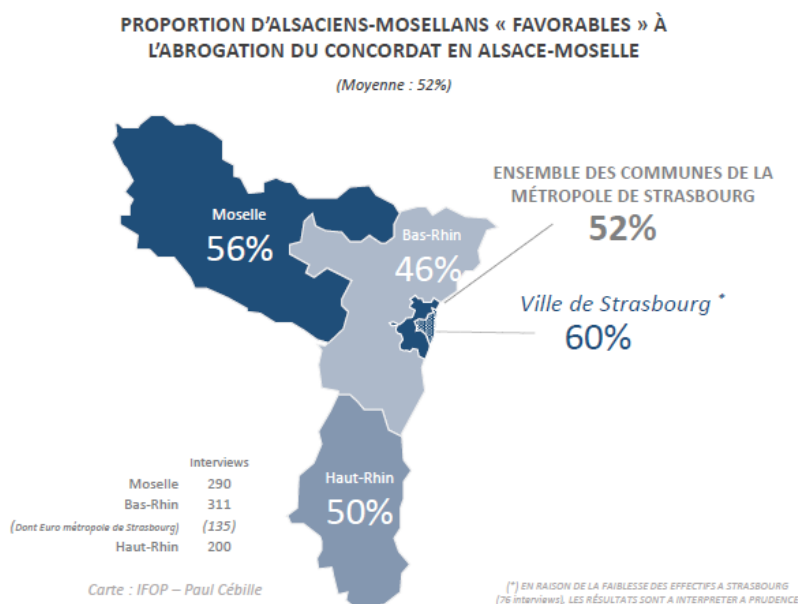 PROPORTION D'ALSACIENS-MOSELLANS « FAVORABLES » À
L'ABROGATION DU CONCORDAT EN ALSACE-MOSELLE
(Moyenne : 52%)
ENSEMBLE DES COMMUNES DE LA
MÉTROPOLE DE STRASBOURG
52%
Moselle
56%
Bas-Rhin
46%
Ville de Strasbourg *
60%
Haut-Rhin
50%
Interviews
Moselle 290
Bas-Rhin 311
(Dont Euro métropole de Strasbourg) (135)
Haut-Rhin 200
Carte : IFOP – Paul Cébille
(*) EN RAISON DE LA FAIBLESSE DES EFFECTIFS A STRASBOURG
(76 interviews), LES RÉSULTATS SONT A INTERPRETER A PRUDENCE